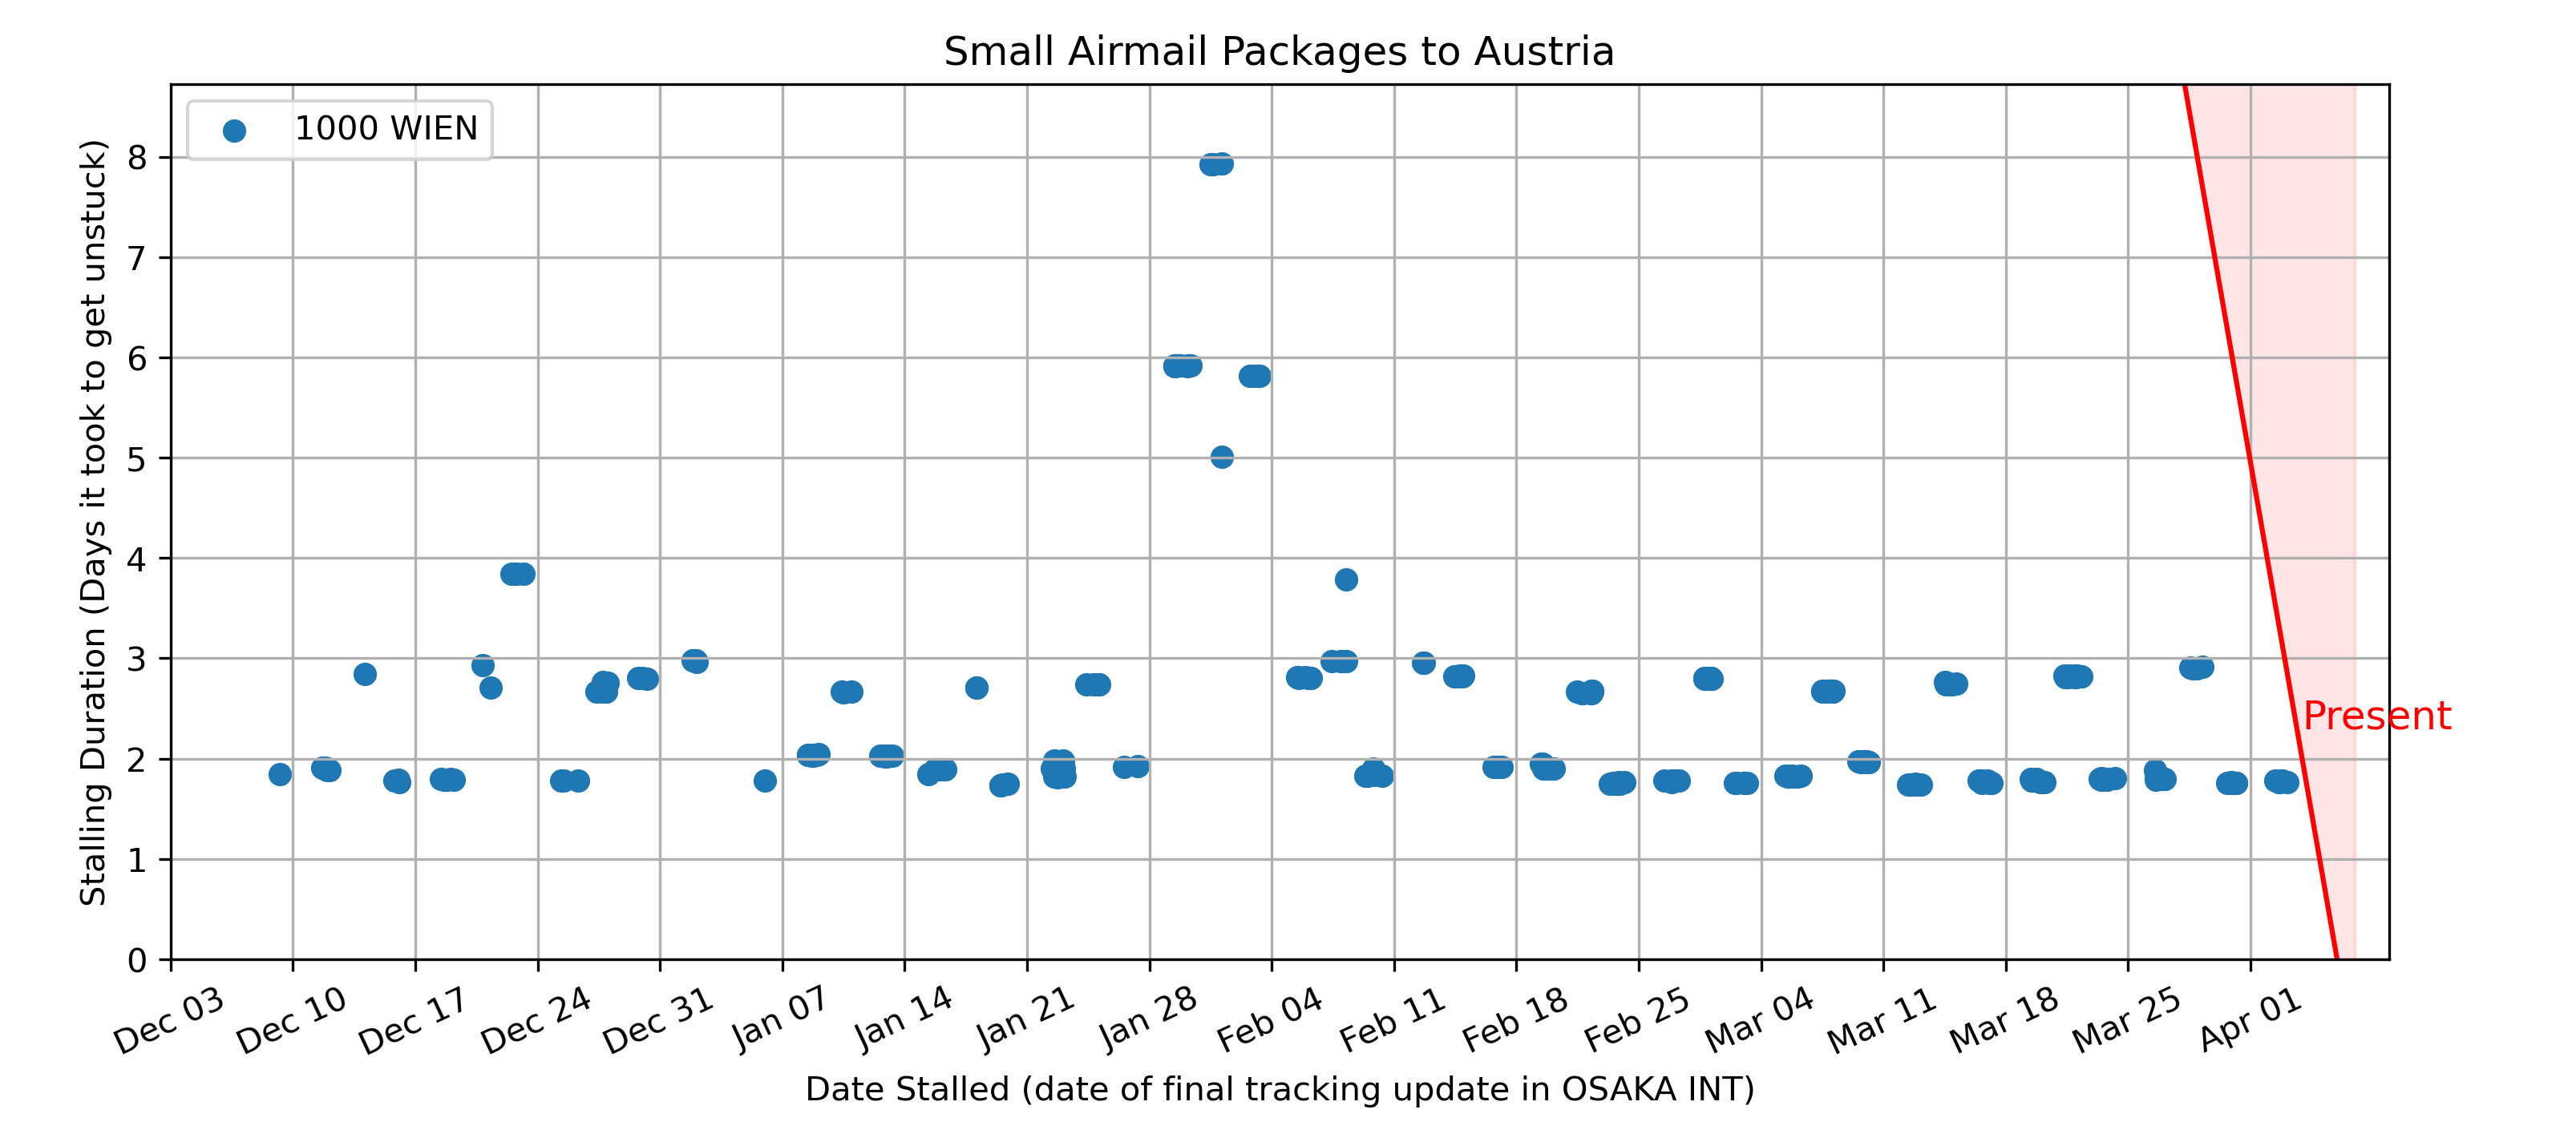 Small Airmail Packages to Austria
1000 WIEN
Stalling Duration (Days it took to get unstuck)
8
7
6
5
4
3
2
1
0
Present
Dec 03
Dec 10
Dec 17
Dec 24
Dec 31
Jan 07
Jan 14
Jan 21
Jan 28
Feb 04
Feb 11
Feb 18
Feb 25
Mar 04
Mar 11
Mar 18
Mar 25
Apr 01
Date Stalled (date of final tracking update in OSAKA INT)